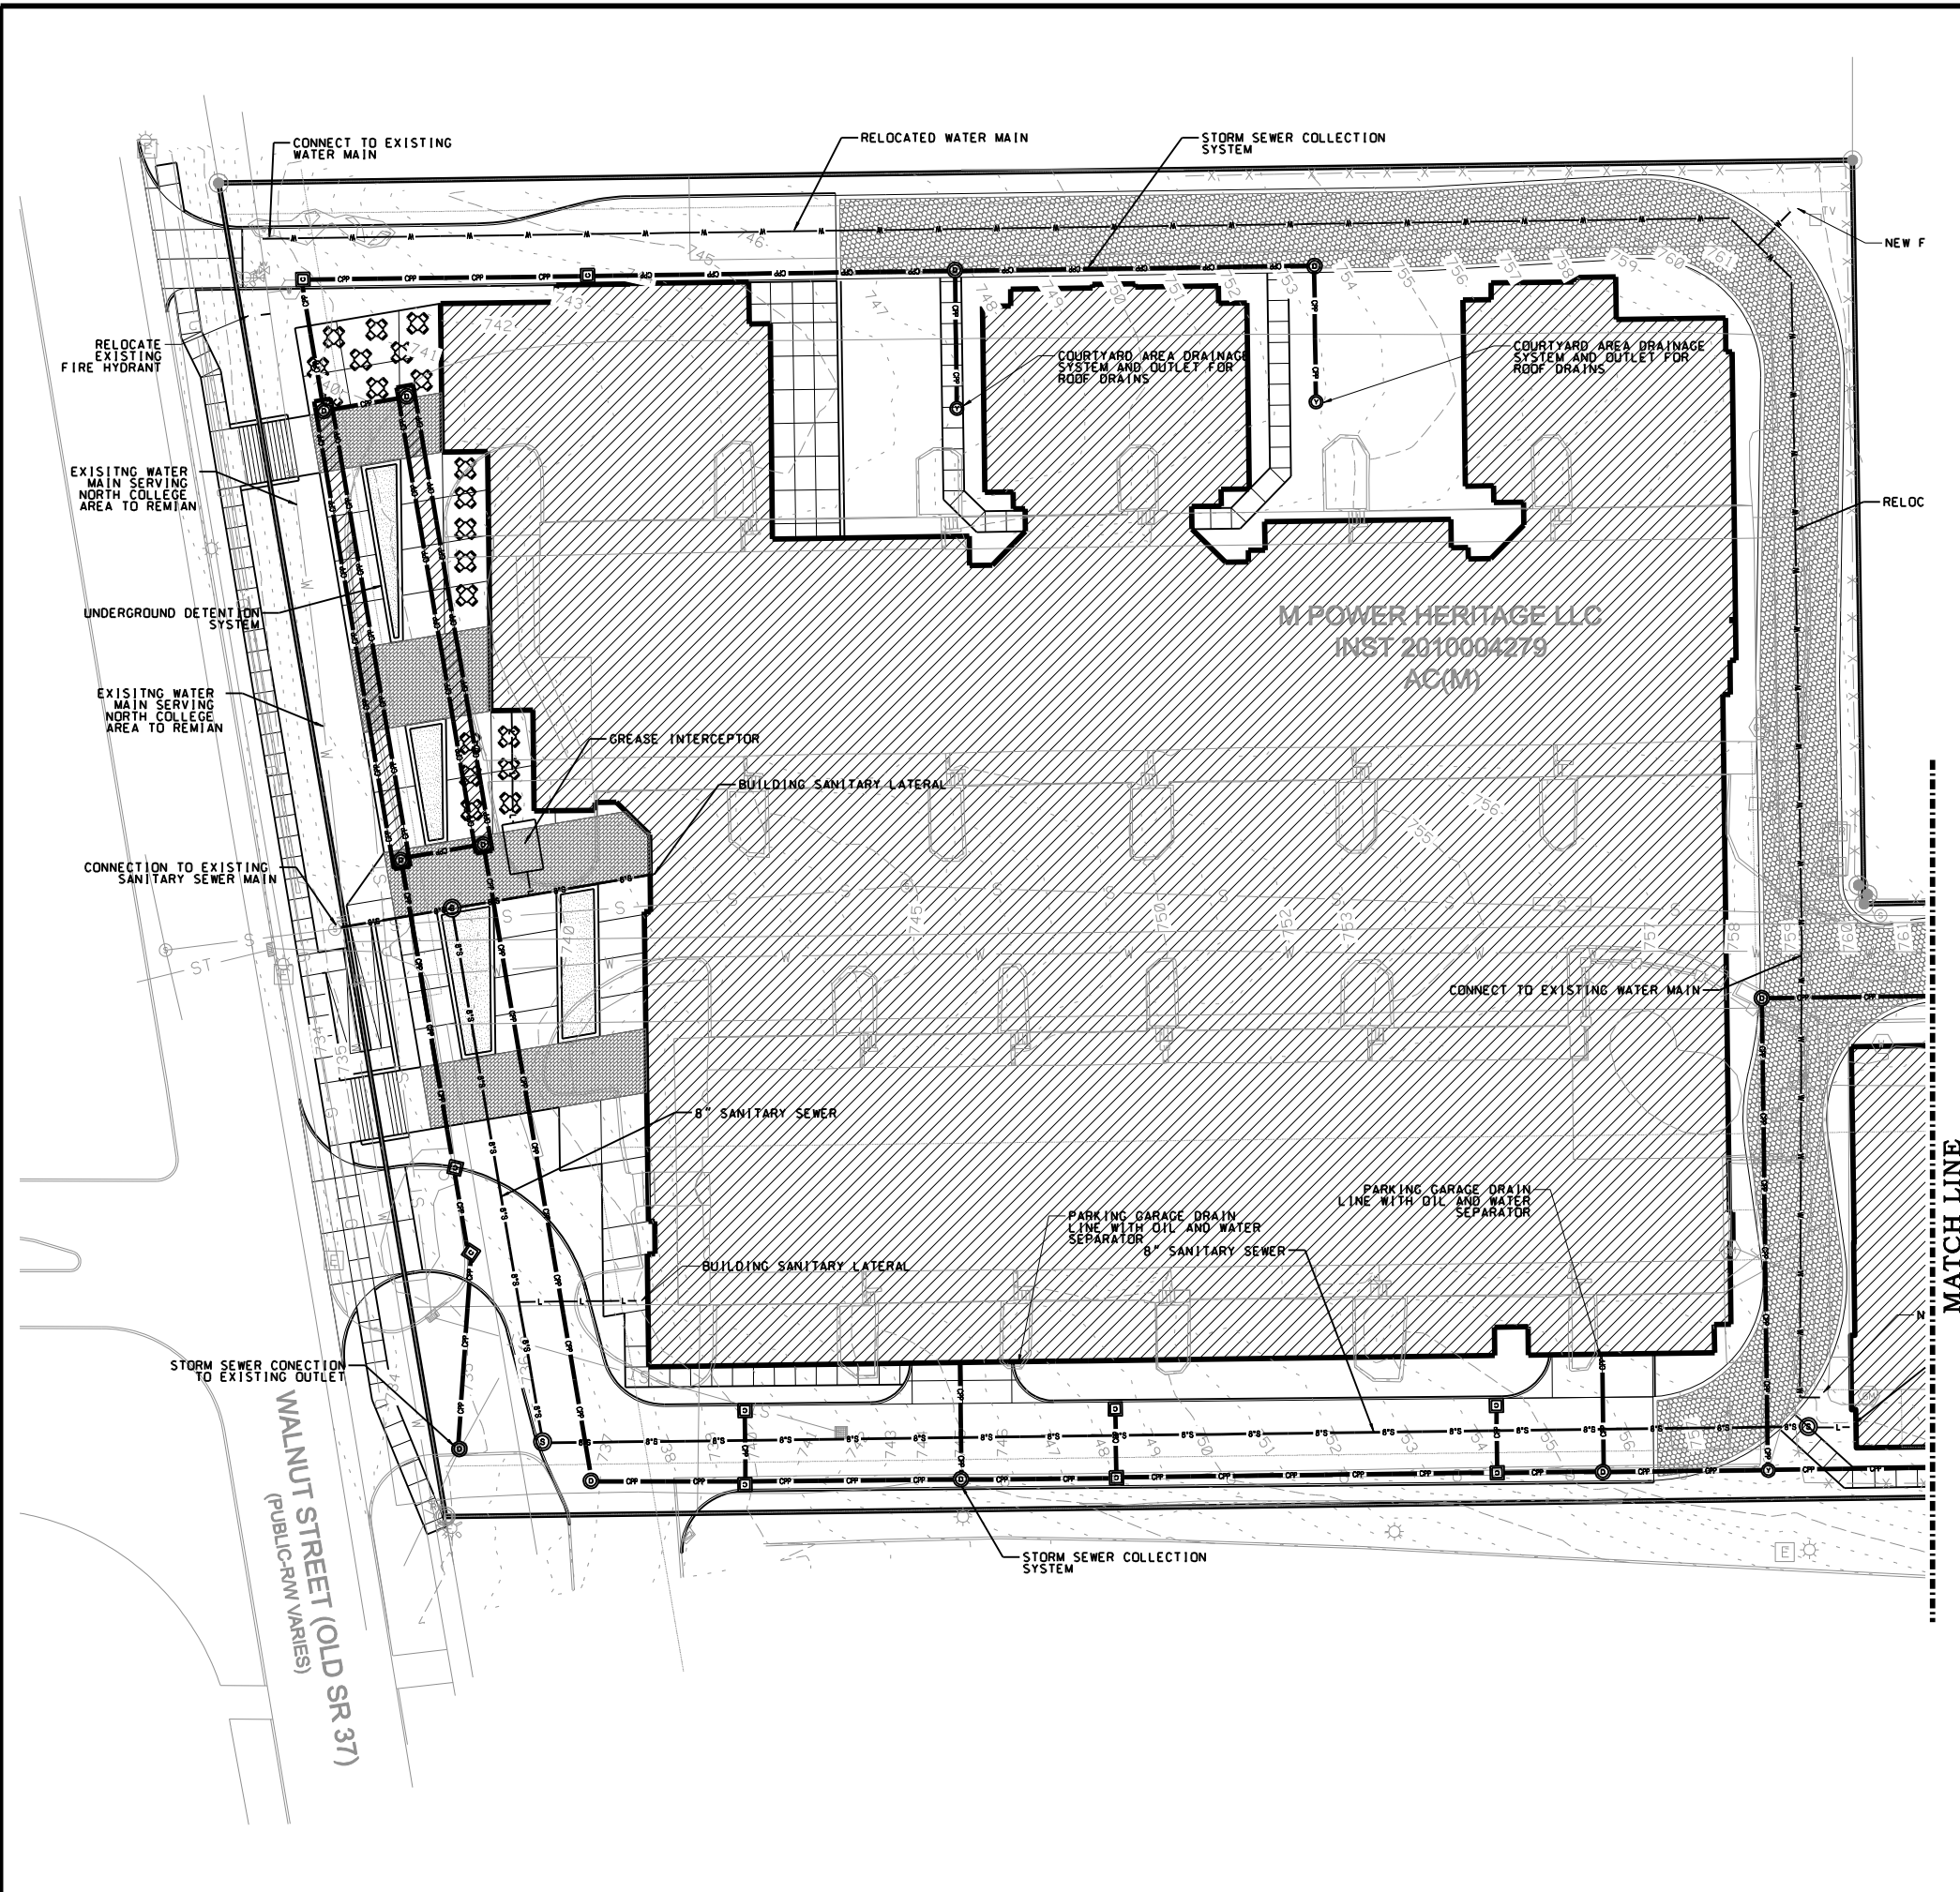 CONNECT TO EXISTING
WATER MAIN
RELOCATED WATER MAIN
STORM SEWER COLLECTION
SYSTEM
NEW F
RELOCATE
EXISTING
FIRE HYDRANT
COURTYARD AREA DRAINAGE
SYSTEM AND OUTLET FOR
ROOF DRAINS
COURTYARD AREA DRAINAGE
SYSTEM AND OUTLET FOR
ROOF DRAINS
EXISITNG WATER
MAIN SERVING
NORTH COLLEGE
AREA TO REMIAN
RELOC
UNDERGROUND DETENTION
SYSTEM
M POWER HERITAGE LLC
INST 2010004279
AC(M)
EXISITNG WATER
MAIN SERVING
NORTH COLLEGE
AREA TO REMIAN
GREASE INTERCEPTOR
BUILDING SANITARY LATERAL
CONNECTION TO EXISTING
SANITARY SEWER MAIN
CONNECT TO EXISTING WATER MAIN
8" SANITARY SEWER
PARKING GARAGE DRAIN
LINE WITH OIL AND WATER
SEPARATOR
PARKING GARAGE DRAIN
LINE WITH OIL AND WATER
SEPARATOR
8" SANITARY SEWER
BUILDING SANITARY LATERAL
MATCH LINE
N
STORM SEWER CONECTION
TO EXISTING OUTLET
WALNUT STREET (OLD SR 37)
(PUBLIC-R/W VARIES)
STORM SEWER COLLECTION
SYSTEM